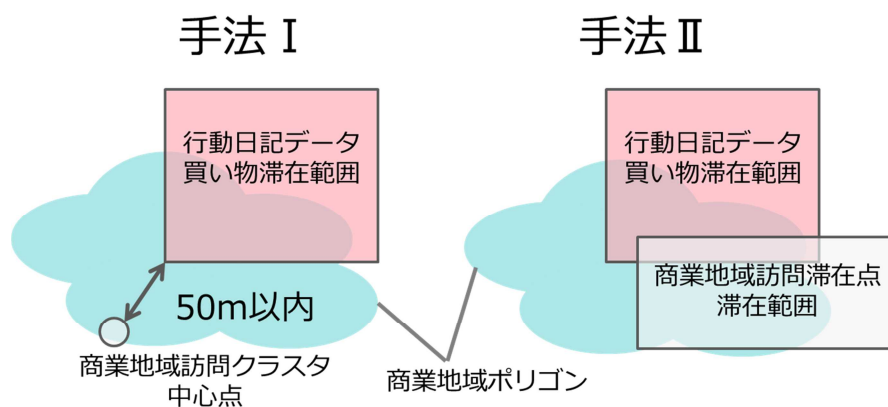 手法Ⅰ
手法Ⅱ
行動日記データ
買い物滞在範囲
50m以内
商業地域訪問クラスタ
中心点
商業地域ポリゴン
行動日記データ
買い物滞在範囲
商業地域訪問滞在点
滞在範囲